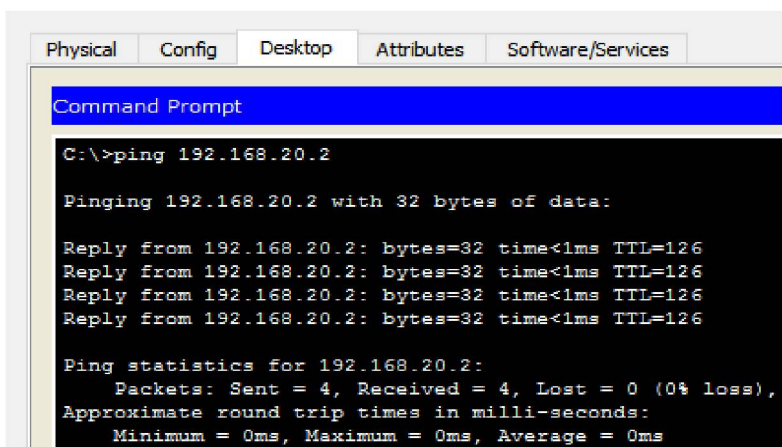 Physical Config Desktop Attributes Software/Services
Command Prompt
C:\>ping 192.168.20.2
Pinging 192.168.20.2 with 32 bytes of data:
Reply from 192.168.20.2: bytes=32 time<1ms TTL=126
Reply from 192.168.20.2: bytes=32 time<1ms TTL=126
Reply from 192.168.20.2: bytes=32 time<1ms TTL=126
Reply from 192.168.20.2: bytes=32 time<1ms TTL=126
Ping statistics for 192.168.20.2:
Packets: Sent = 4, Received = 4, Lost = 0 (0% loss),
Approximate round trip times in milli-seconds:
Minimum = 0ms, Maximum = 0ms, Average = 0ms